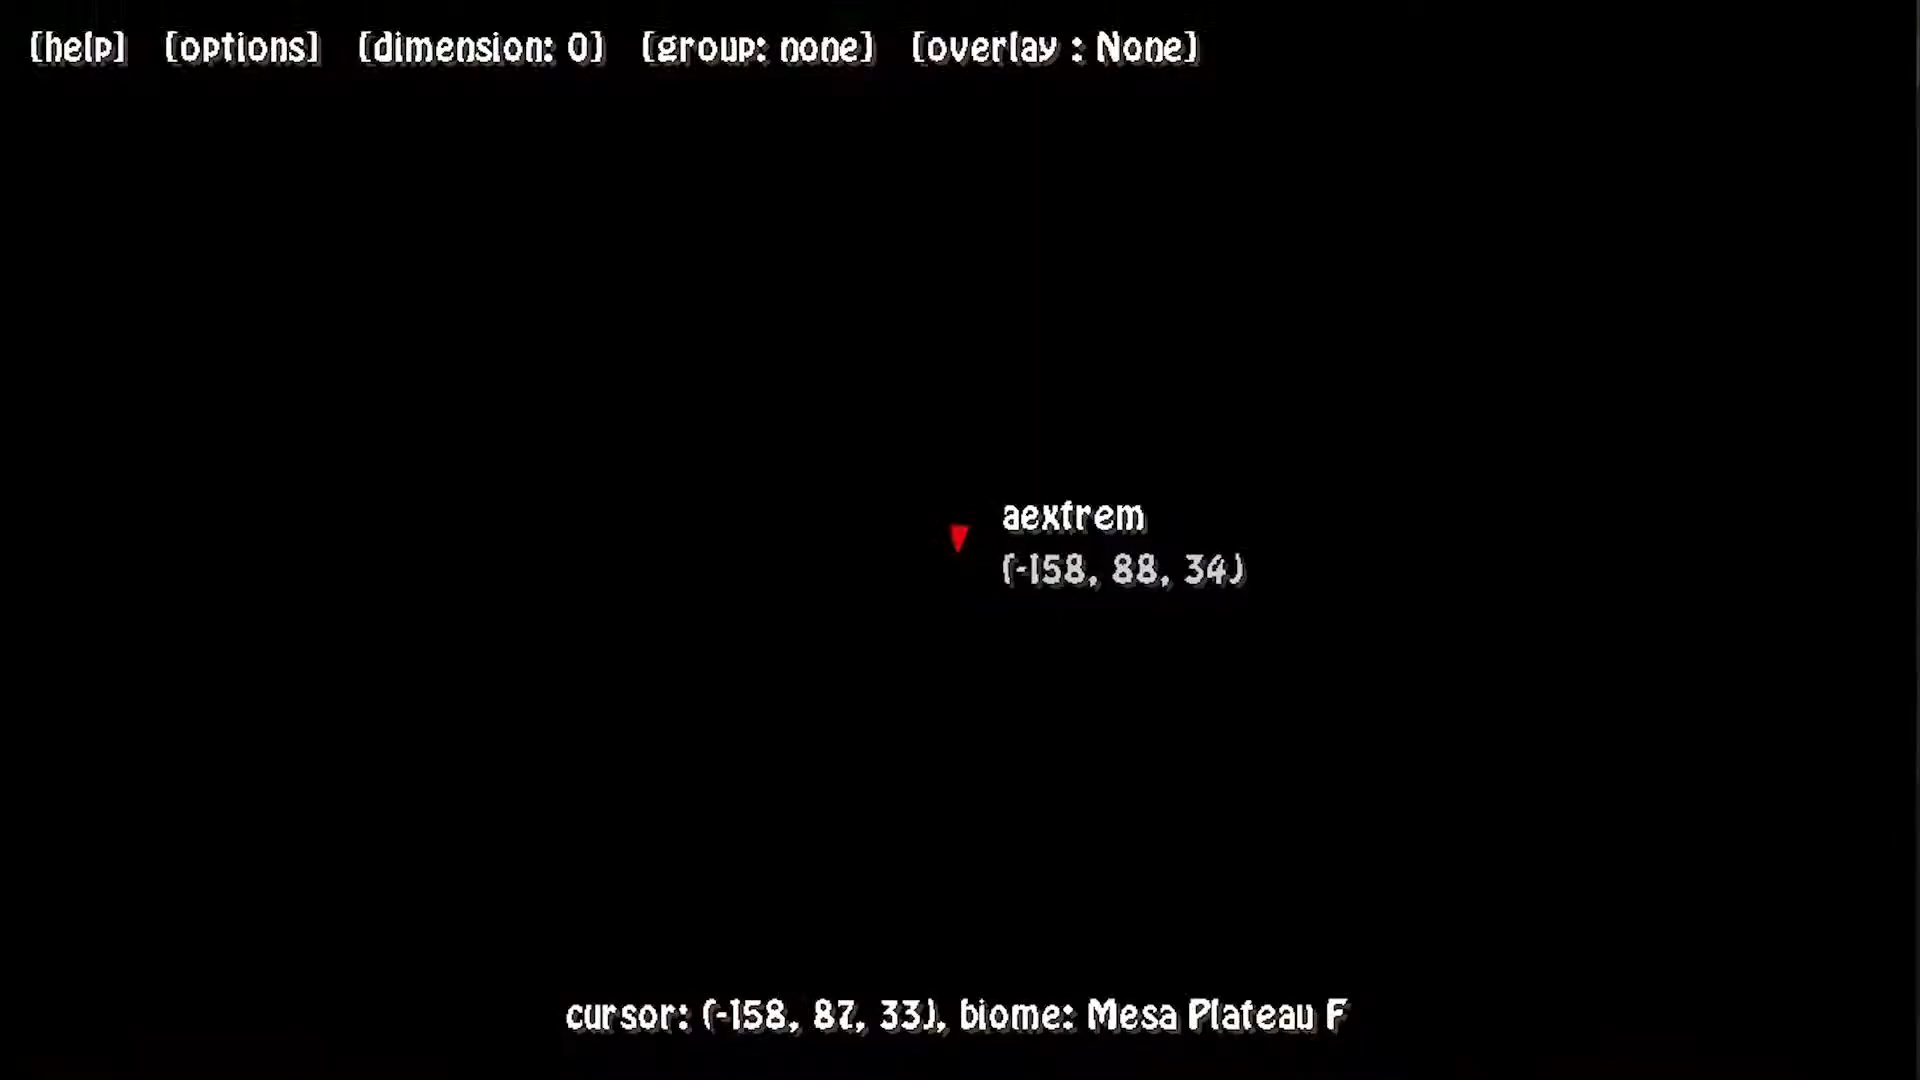 [help] [options] [dimension: 0] [group: none] [overlay : None]
aextrem
(-158, 88, 34)
cursor: (-158, 87, 33), biome: Mesa Plateau F